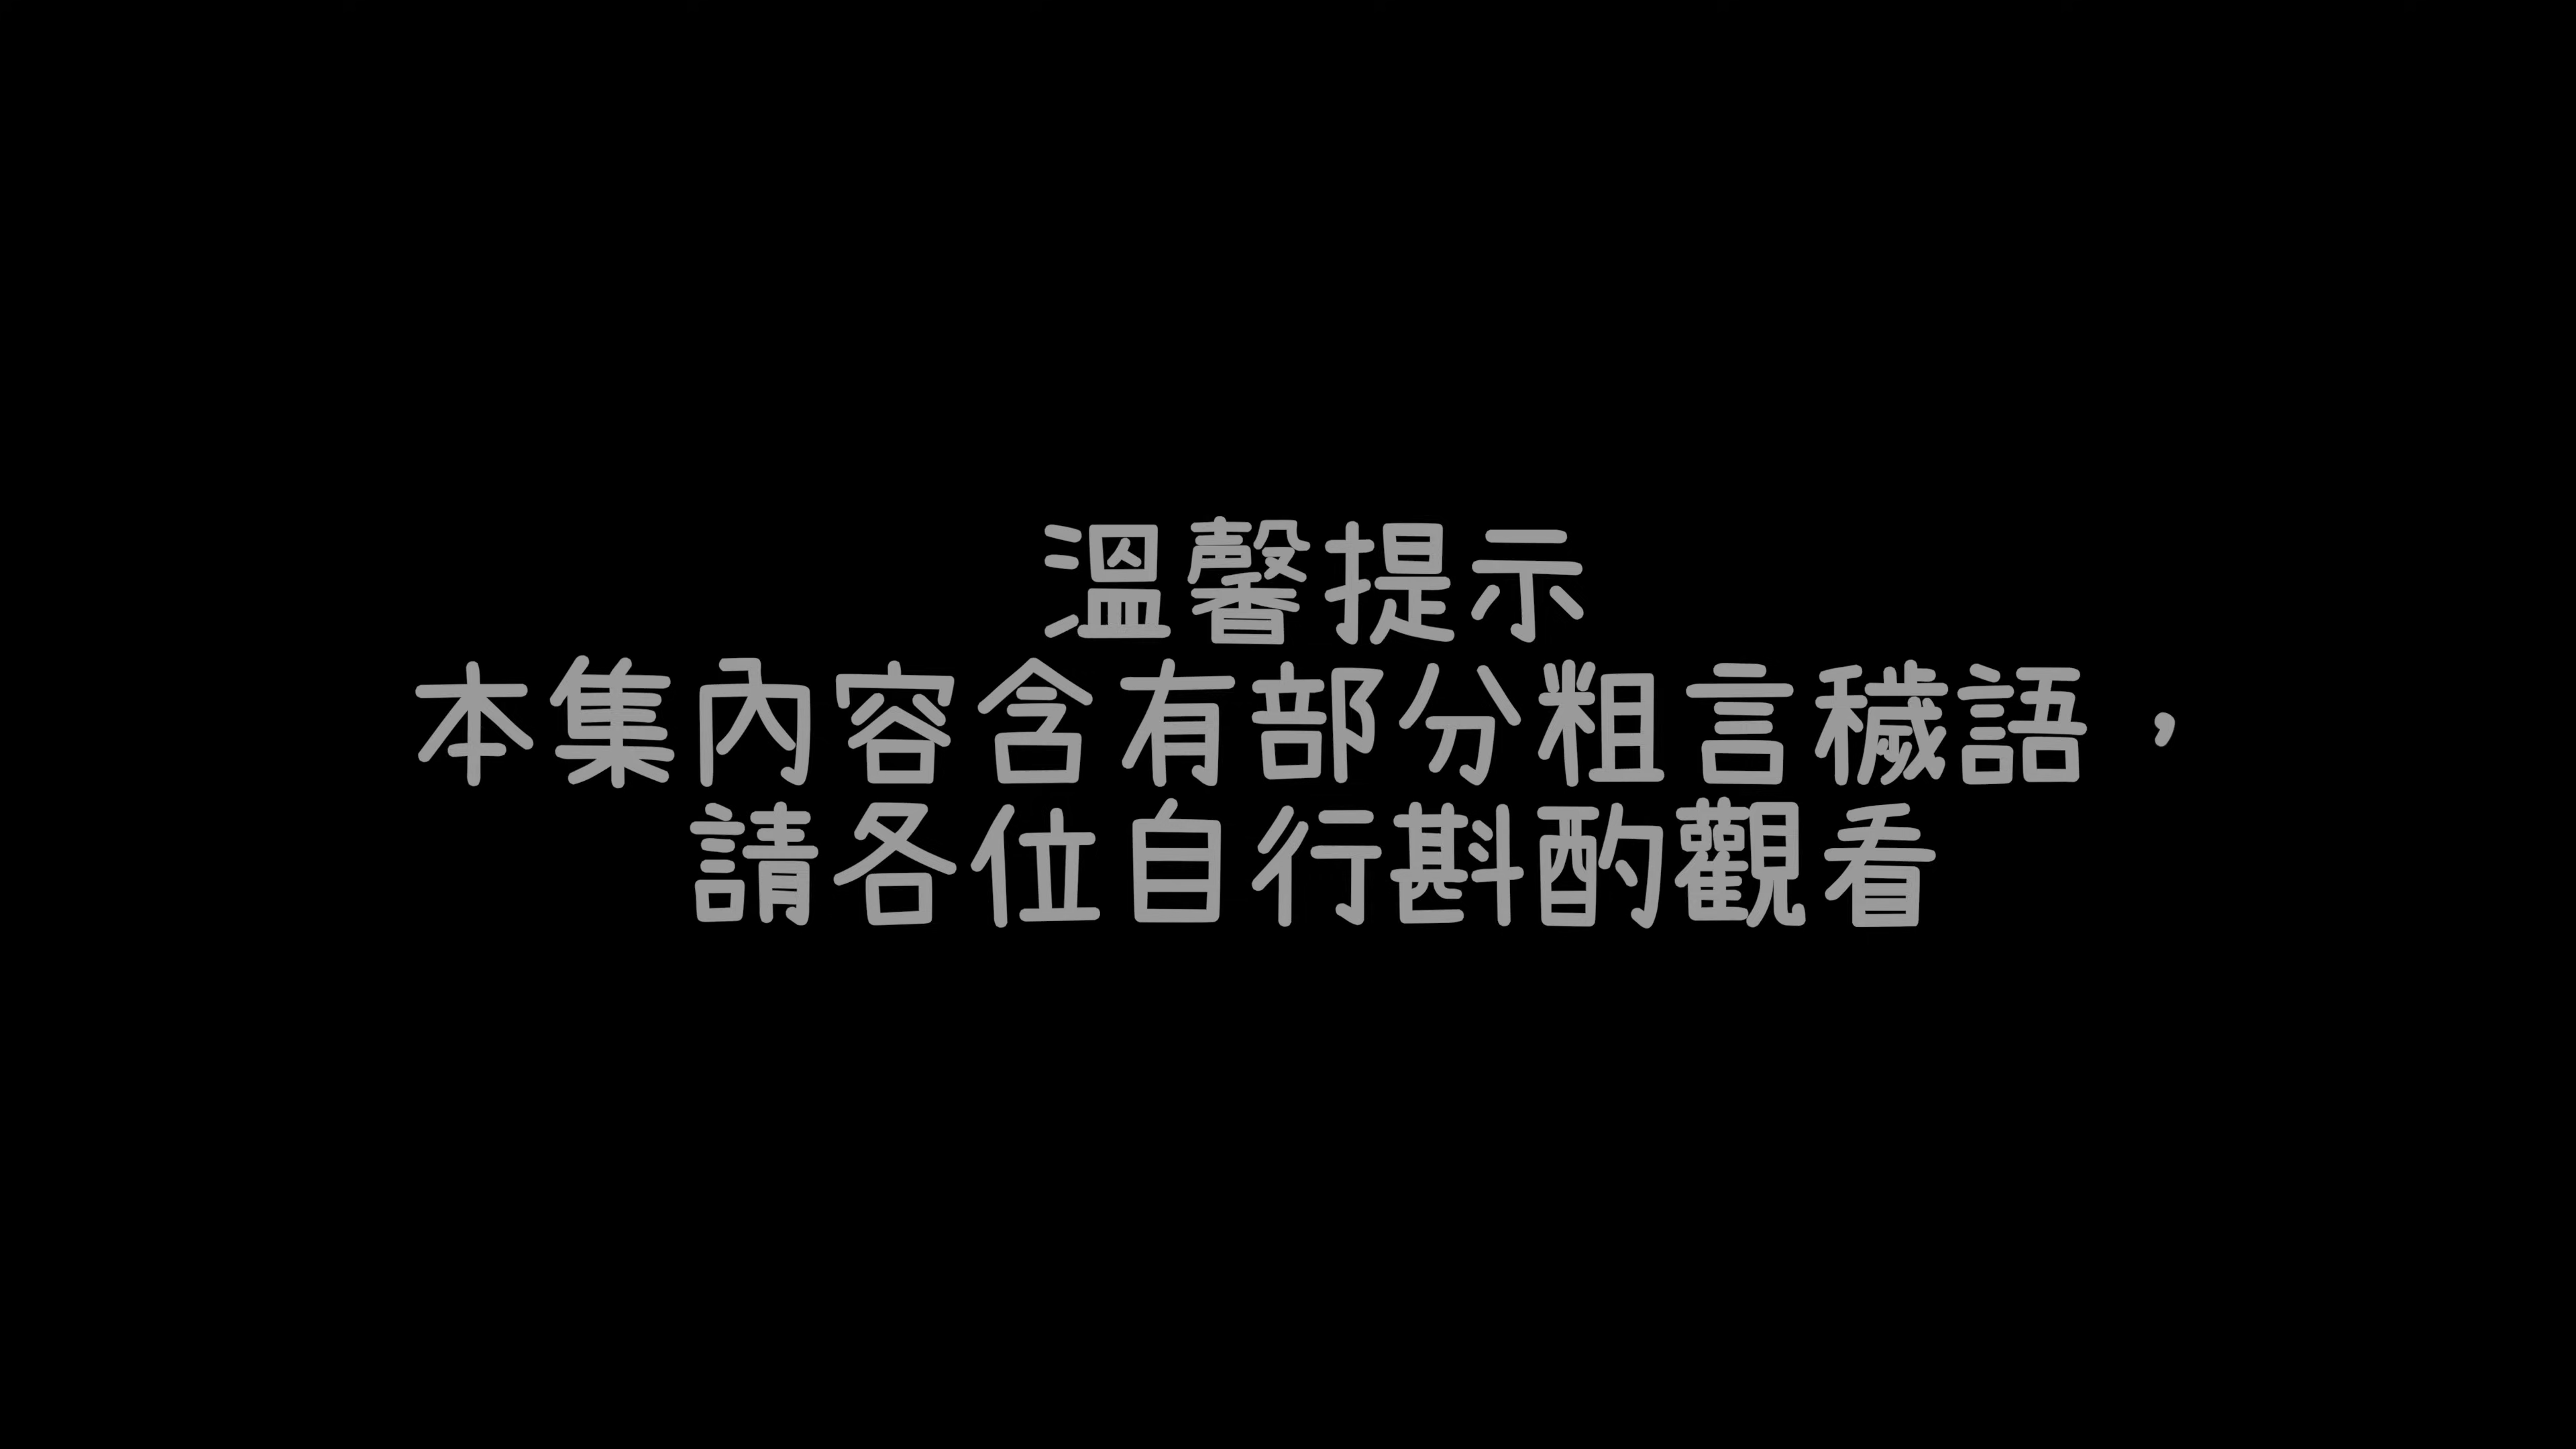 溫馨提示
本集內容含有部分粗言穢語，
請各位自行斟酌觀看